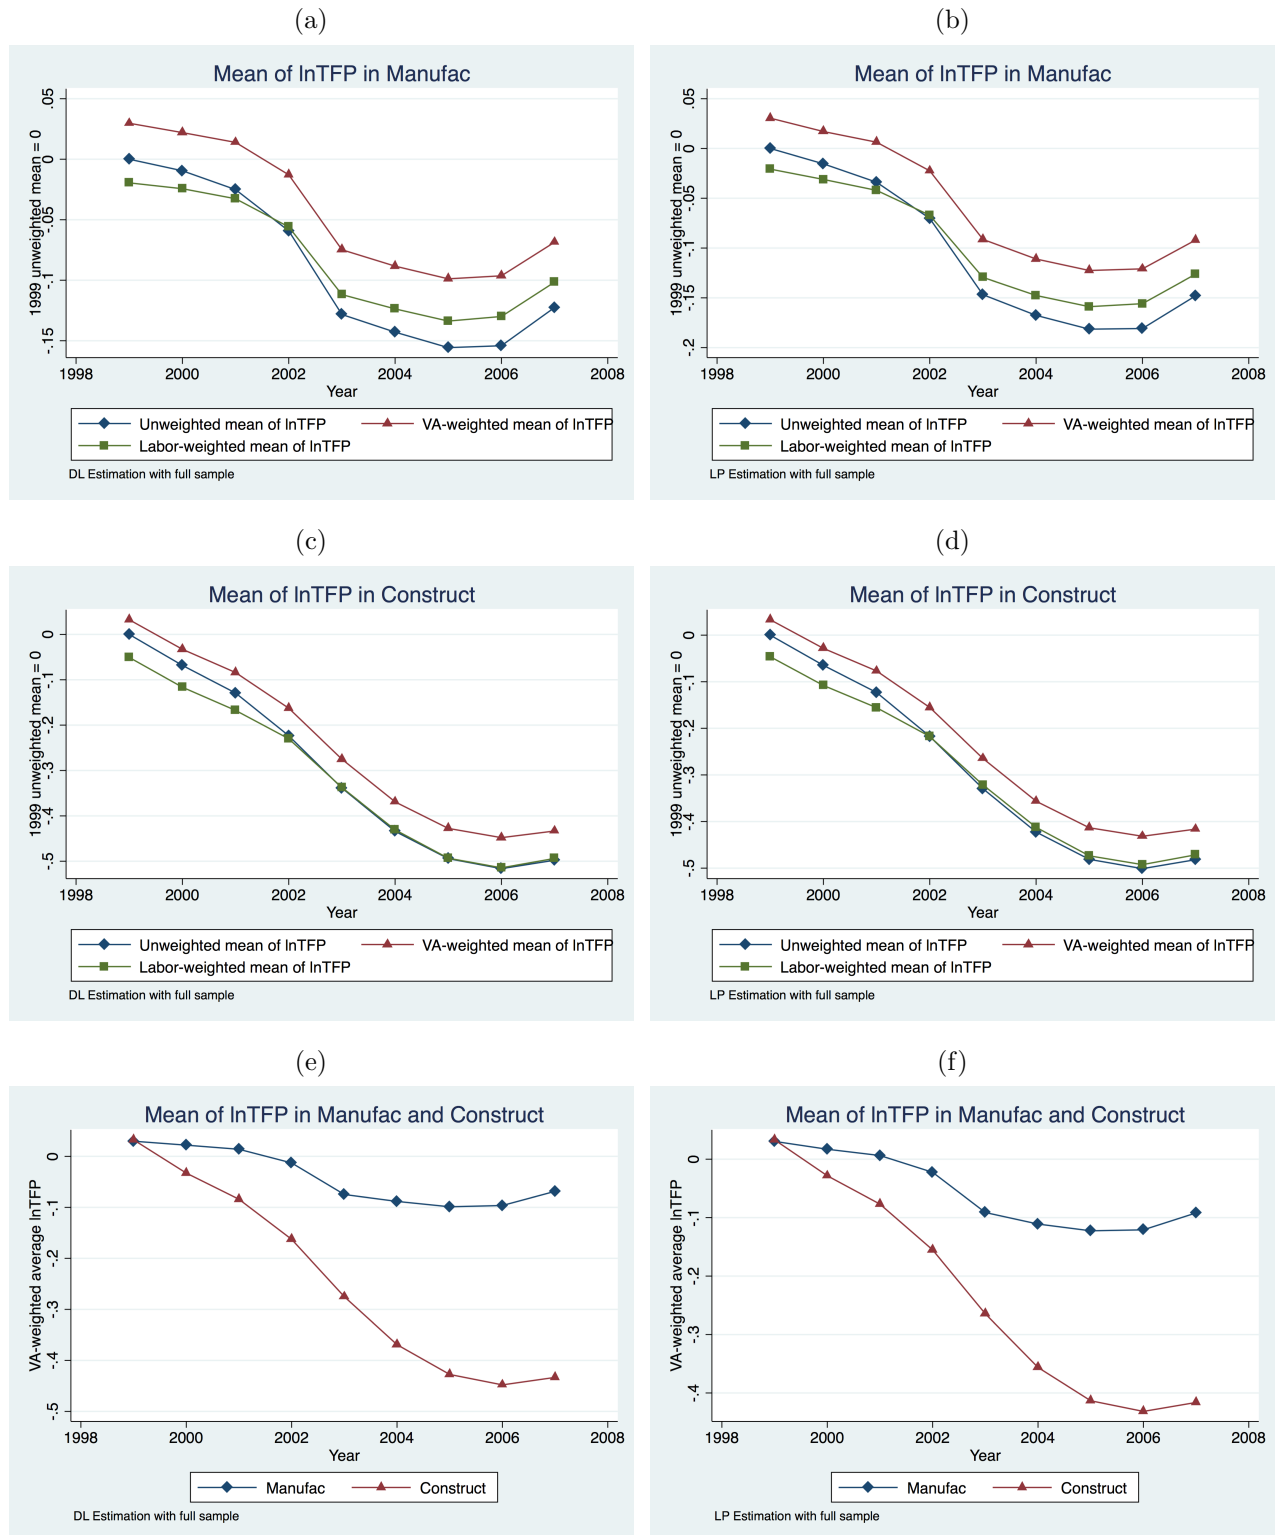 (a)
Mean of lnTFP in Manufac
1999 unweighted mean = 0
.05
0
-.05
-.1
-.15
1998 2000 2002 2004 2006 2008
Year
Unweighted mean of lnTFP VA-weighted mean of lnTFP
Labor-weighted mean of lnTFP
DL Estimation with full sample
(b)
Mean of lnTFP in Manufac
1999 unweighted mean = 0
.05
0
-.05
-.1
-.15
-.2
1998 2000 2002 2004 2006 2008
Year
Unweighted mean of lnTFP VA-weighted mean of lnTFP
Labor-weighted mean of lnTFP
LP Estimation with full sample
(c)
Mean of lnTFP in Construct
1999 unweighted mean = 0
0
-.1
-.2
-.3
-.4
-.5
1998 2000 2002 2004 2006 2008
Year
Unweighted mean of lnTFP VA-weighted mean of lnTFP
Labor-weighted mean of lnTFP
DL Estimation with full sample
(d)
Mean of lnTFP in Construct
1999 unweighted mean = 0
0
-.1
-.2
-.3
-.4
-.5
1998 2000 2002 2004 2006 2008
Year
Unweighted mean of lnTFP VA-weighted mean of lnTFP
Labor-weighted mean of lnTFP
LP Estimation with full sample
(e)
Mean of lnTFP in Manufac and Construct
VA-weighted average lnTFP
0
-.1
-.2
-.3
-.4
-.5
1998 2000 2002 2004 2006 2008
Year
Manufac Construct
DL Estimation with full sample
(f)
Mean of lnTFP in Manufac and Construct
VA-weighted average lnTFP
0
-.1
-.2
-.3
-.4
1998 2000 2002 2004 2006 2008
Year
Manufac Construct
LP Estimation with full sample